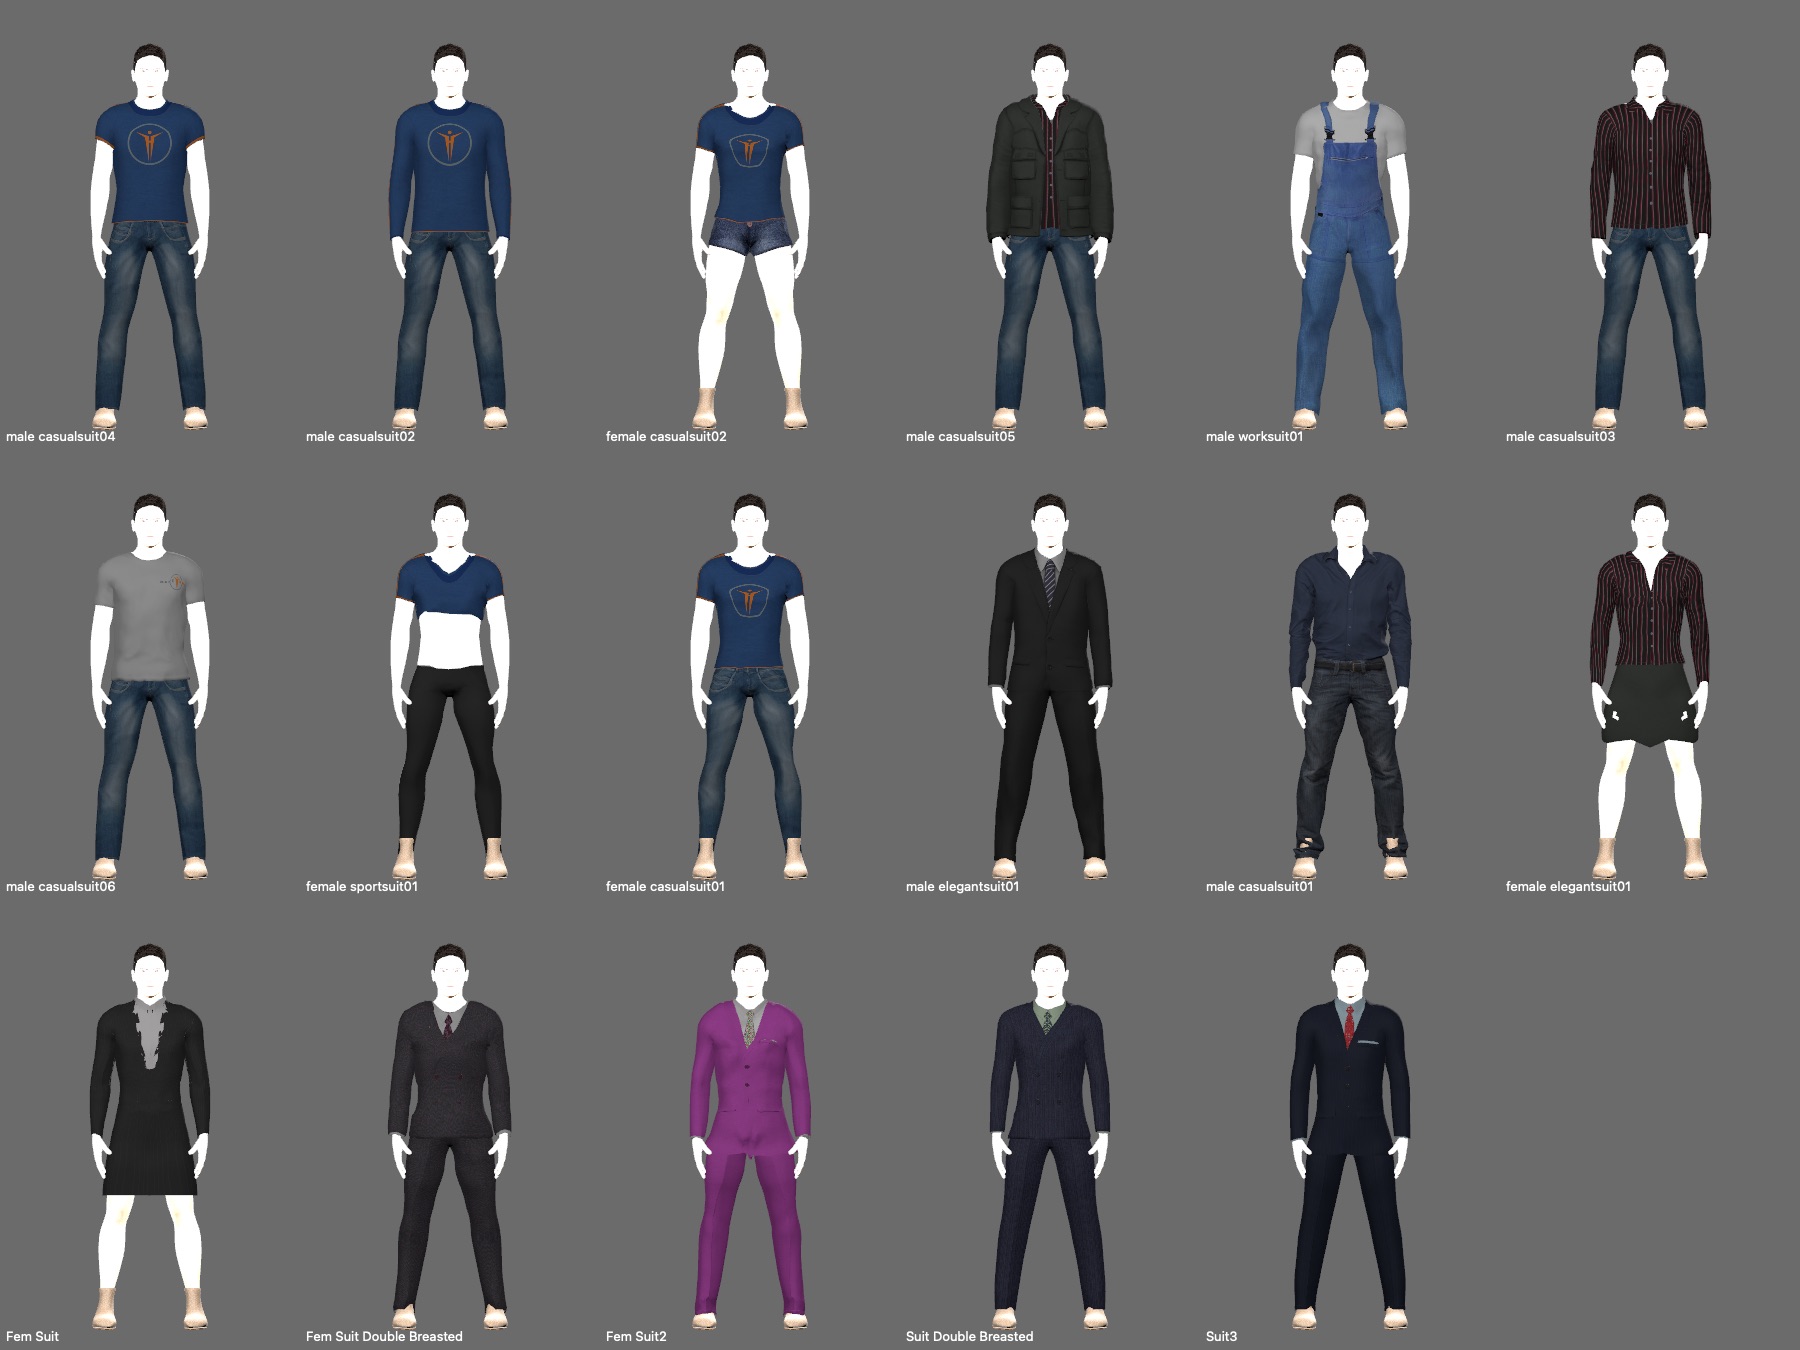 male casualsuit04
male casualsuit02
female casualsuit02
male casualsuit05
male worksuit01
male casualsuit03
male casualsuit06
female sportsuit01
female casualsuit01
male elegantsuit01
male casualsuit01
female elegantsuit01
Fem Suit
Fem Suit Double Breasted
Fem Suit2
Suit Double Breasted
Suit3